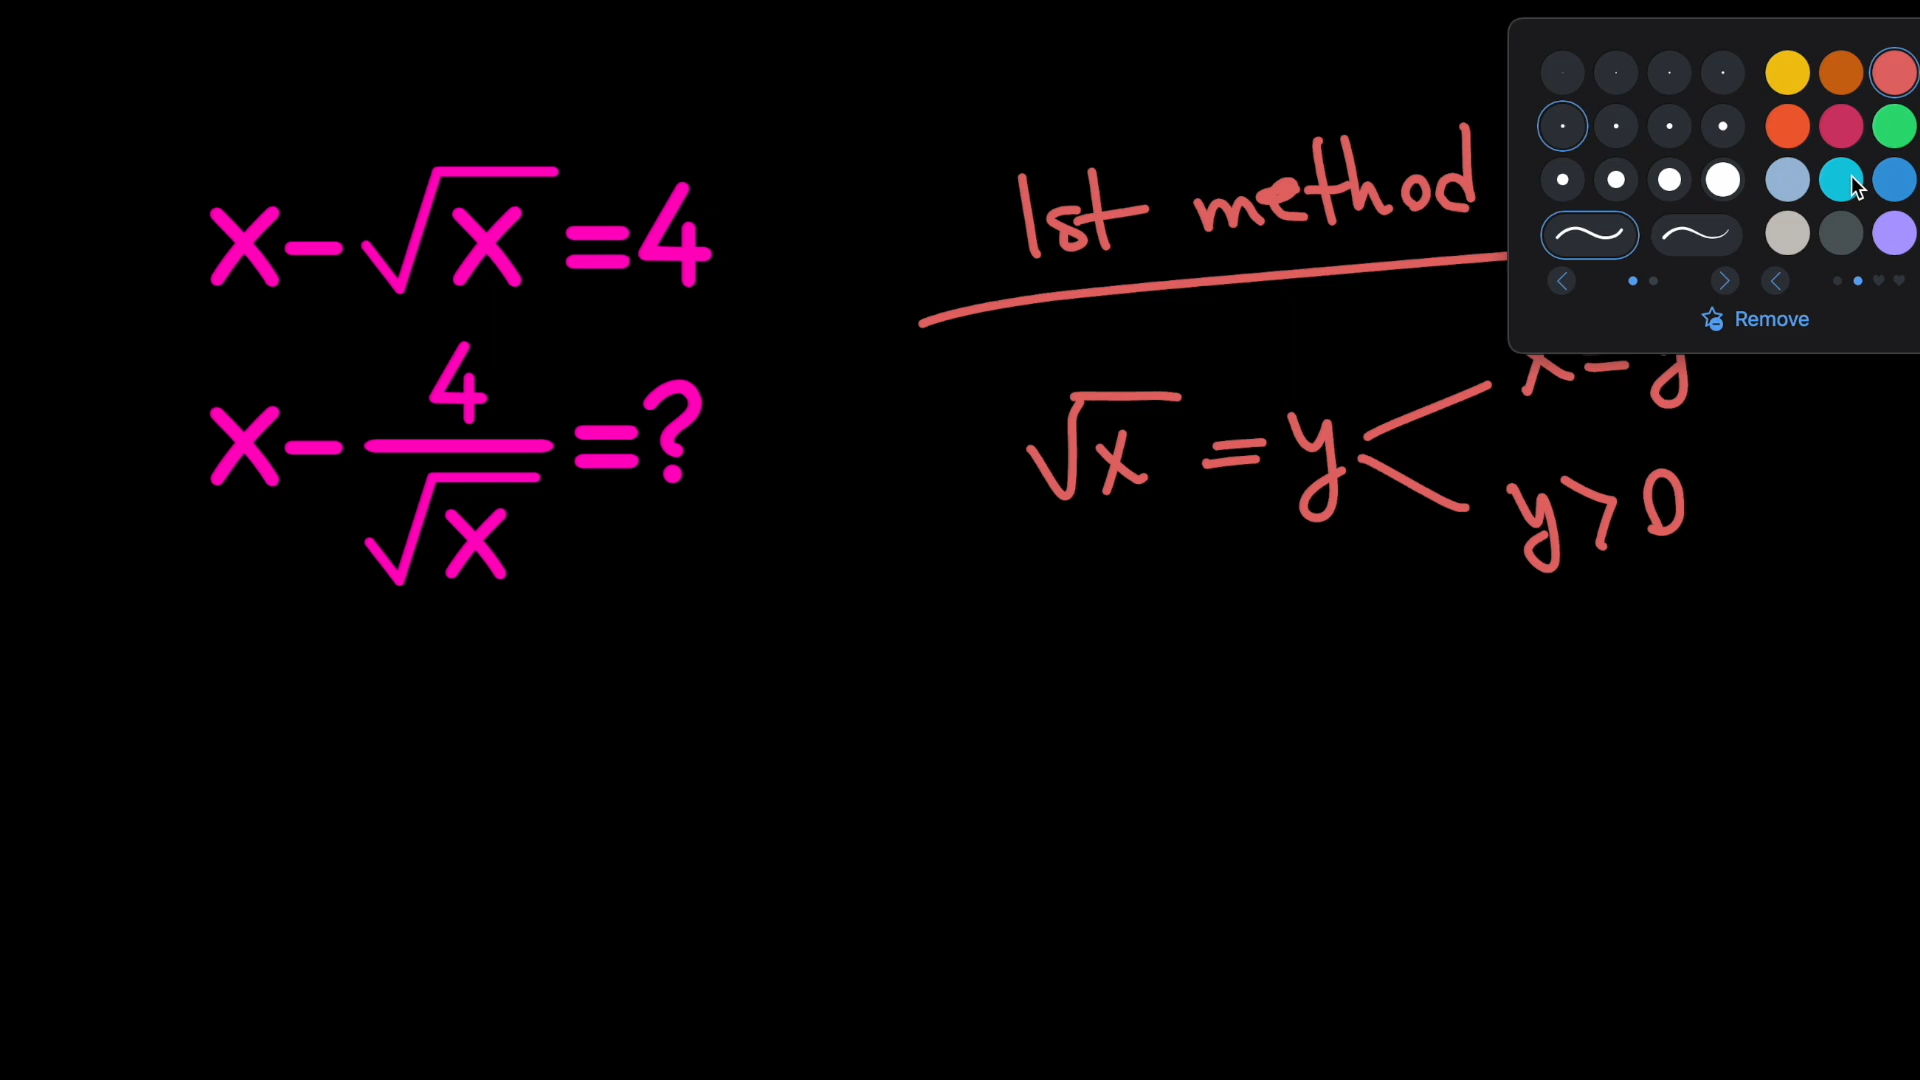 x-√x=4
x-4/√x=?
1st method
√x = y
x = y
y > 0
Remove